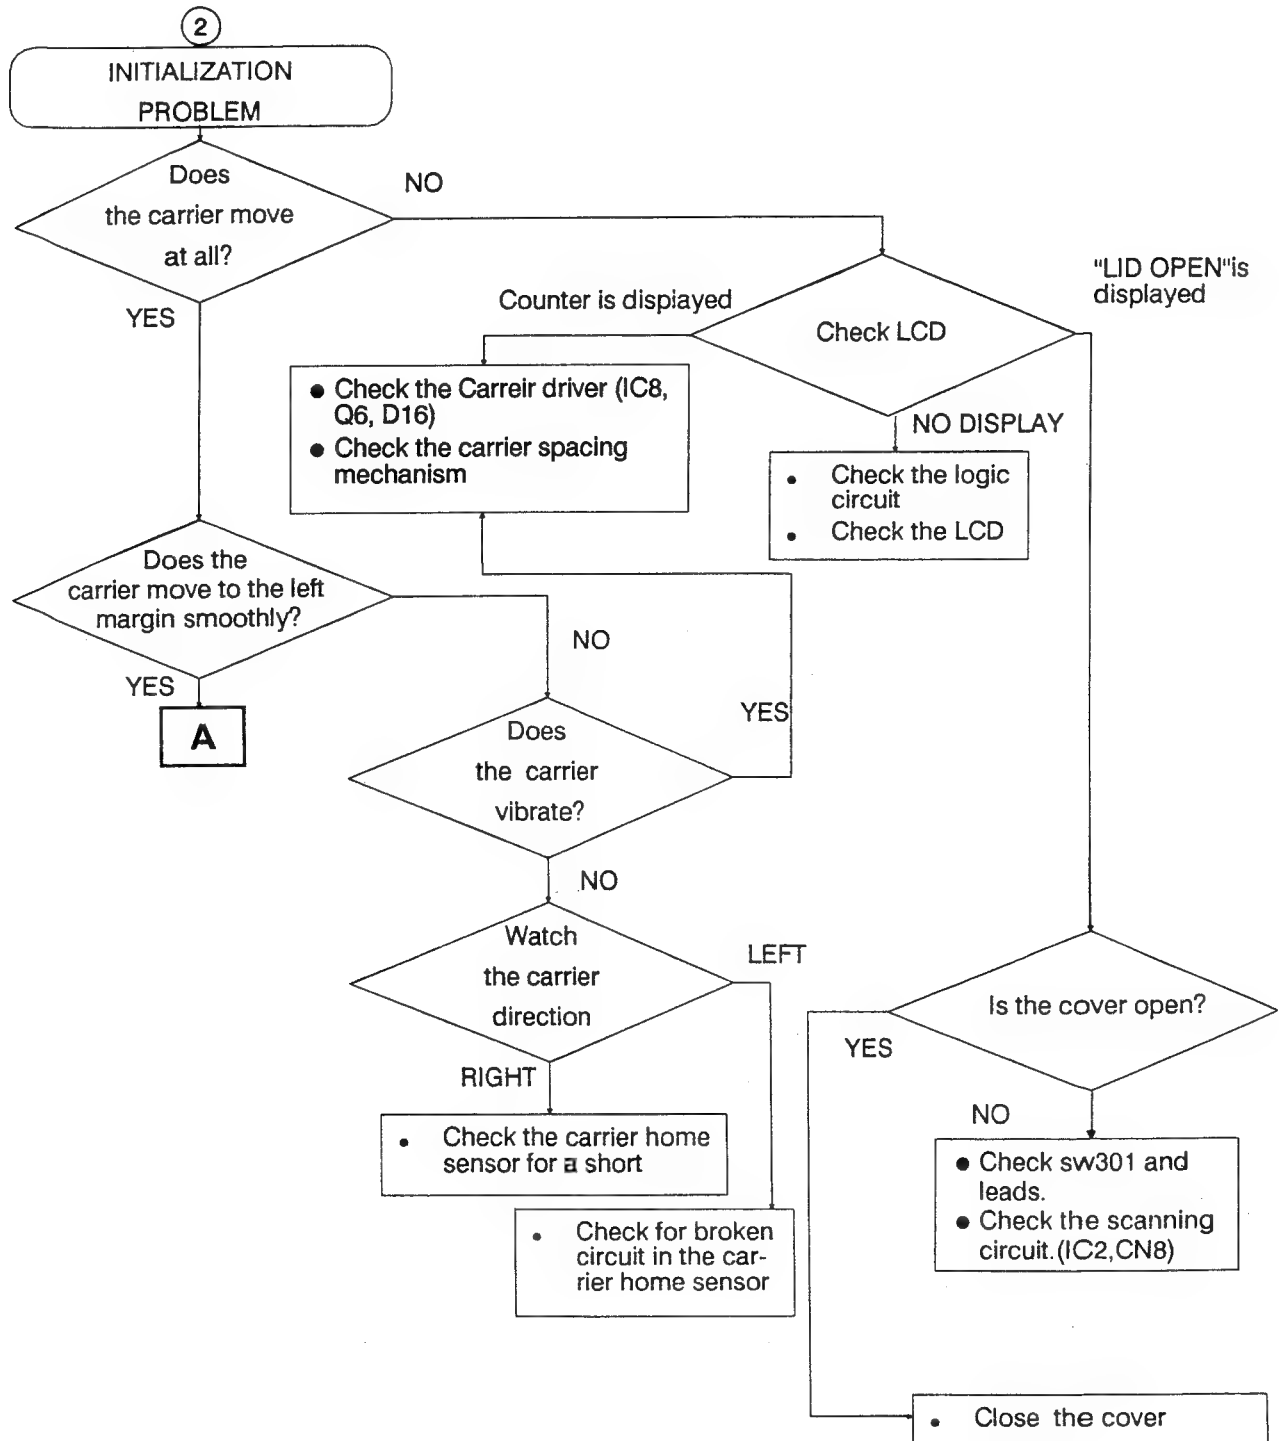 2
INITIALIZATION
PROBLEM
Does
the carrier move
at all?
NO
YES
Counter is displayed
Check LCD
"LID OPEN"is
displayed
● Check the Carreir driver (IC8,
Q6, D16)
● Check the carrier spacing
mechanism
NO DISPLAY
• Check the logic
circuit
• Check the LCD
Does the
carrier move to the left
margin smoothly?
NO
YES
A
Does
the carrier
vibrate?
YES
NO
Watch
the carrier
direction
LEFT
RIGHT
• Check the carrier home
sensor for a short
• Check for broken
circuit in the car-
rier home sensor
Is the cover open?
YES
NO
● Check sw301 and
leads.
● Check the scanning
circuit.(IC2,CN8)
• Close the cover